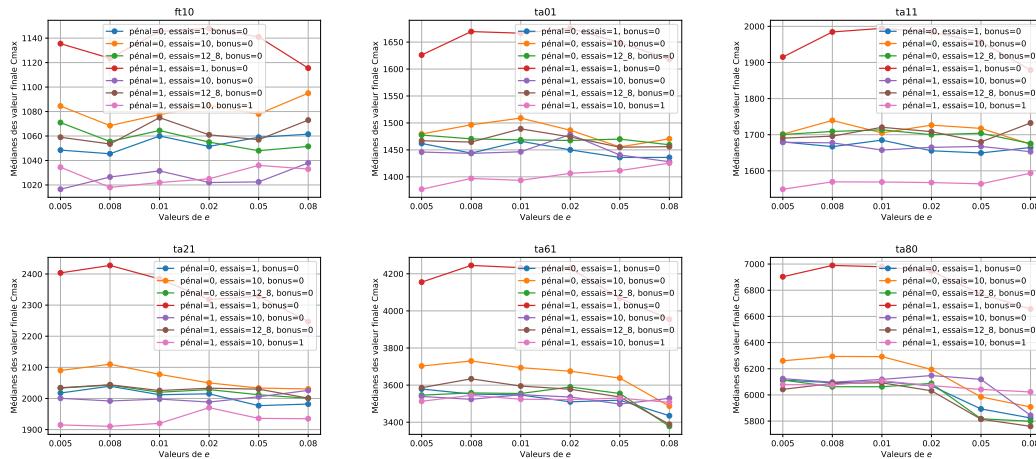 ft10
Médianes des valeur finale Cmax
1140
1120
1100
1080
1060
1040
1020
pénal=0, essais=1, bonus=0
pénal=0, essais=10, bonus=0
pénal=0, essais=12_8, bonus=0
pénal=1, essais=1, bonus=0
pénal=1, essais=10, bonus=0
pénal=1, essais=12_8, bonus=0
pénal=1, essais=10, bonus=1
0.005 0.008 0.01 0.02 0.05 0.08
Valeurs de e
ta01
Médianes des valeur finale Cmax
1650
1600
1550
1500
1450
1400
pénal=0, essais=1, bonus=0
pénal=0, essais=10, bonus=0
pénal=0, essais=12_8, bonus=0
pénal=1, essais=1, bonus=0
pénal=1, essais=10, bonus=0
pénal=1, essais=12_8, bonus=0
pénal=1, essais=10, bonus=1
0.005 0.008 0.01 0.02 0.05 0.08
Valeurs de e
ta11
Médianes des valeur finale Cmax
2000
1900
1800
1700
1600
pénal=0, essais=1, bonus=0
pénal=0, essais=10, bonus=0
pénal=0, essais=12_8, bonus=0
pénal=1, essais=1, bonus=0
pénal=1, essais=10, bonus=0
pénal=1, essais=12_8, bonus=0
pénal=1, essais=10, bonus=1
0.005 0.008 0.01 0.02 0.05 0.08
Valeurs de e
ta21
Médianes des valeur finale Cmax
2400
2300
2200
2100
2000
1900
pénal=0, essais=1, bonus=0
pénal=0, essais=10, bonus=0
pénal=0, essais=12_8, bonus=0
pénal=1, essais=1, bonus=0
pénal=1, essais=10, bonus=0
pénal=1, essais=12_8, bonus=0
pénal=1, essais=10, bonus=1
0.005 0.008 0.01 0.02 0.05 0.08
Valeurs de e
ta61
Médianes des valeur finale Cmax
4200
4000
3800
3600
3400
pénal=0, essais=1, bonus=0
pénal=0, essais=10, bonus=0
pénal=0, essais=12_8, bonus=0
pénal=1, essais=1, bonus=0
pénal=1, essais=10, bonus=0
pénal=1, essais=12_8, bonus=0
pénal=1, essais=10, bonus=1
0.005 0.008 0.01 0.02 0.05 0.08
Valeurs de e
ta80
Médianes des valeur finale Cmax
7000
6800
6600
6400
6200
6000
5800
pénal=0, essais=1, bonus=0
pénal=0, essais=10, bonus=0
pénal=0, essais=12_8, bonus=0
pénal=1, essais=1, bonus=0
pénal=1, essais=10, bonus=0
pénal=1, essais=12_8, bonus=0
pénal=1, essais=10, bonus=1
0.005 0.008 0.01 0.02 0.05 0.08
Valeurs de e